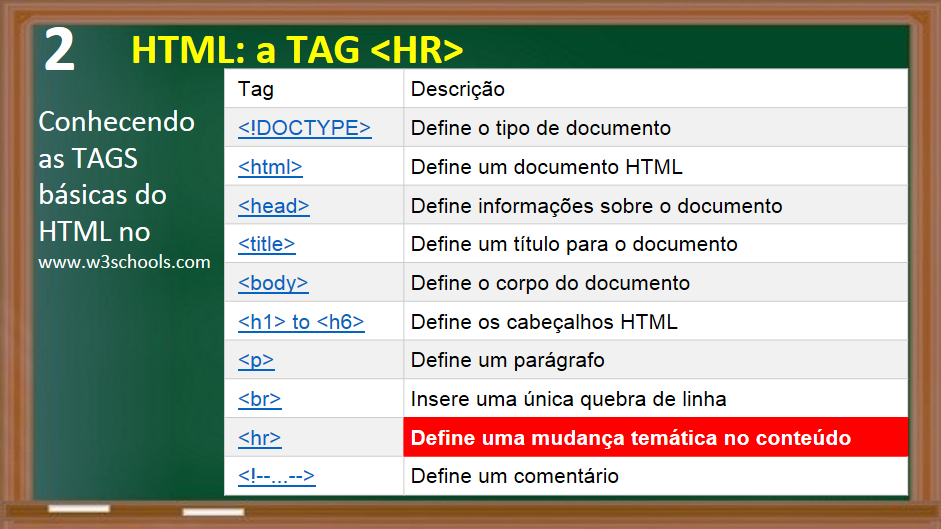 2
HTML: a TAG <HR>
Conhecendo
as TAGS
básicas do
HTML no
www.w3schools.com
Tag Descrição
<!DOCTYPE> Define o tipo de documento
<html> Define um documento HTML
<head> Define informações sobre o documento
<title> Define um título para o documento
<body> Define o corpo do documento
<h1> to <h6> Define os cabeçalhos HTML
<p> Define um parágrafo
<br> Insere uma única quebra de linha
<hr> Define uma mudança temática no conteúdo
<!--...--> Define um comentário